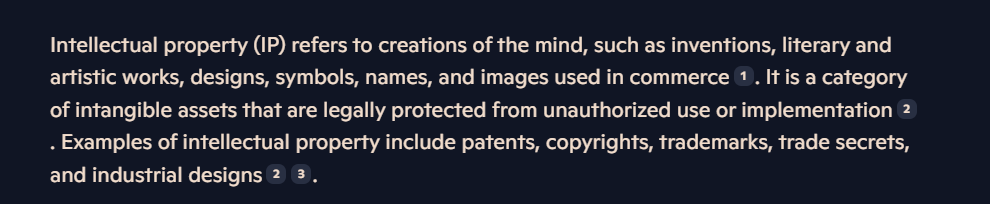 Intellectual property (IP) refers to creations of the mind, such as inventions, literary and
artistic works, designs, symbols, names, and images used in commerce 1 . It is a category
of intangible assets that are legally protected from unauthorized use or implementation 2
. Examples of intellectual property include patents, copyrights, trademarks, trade secrets,
and industrial designs 2 3 .